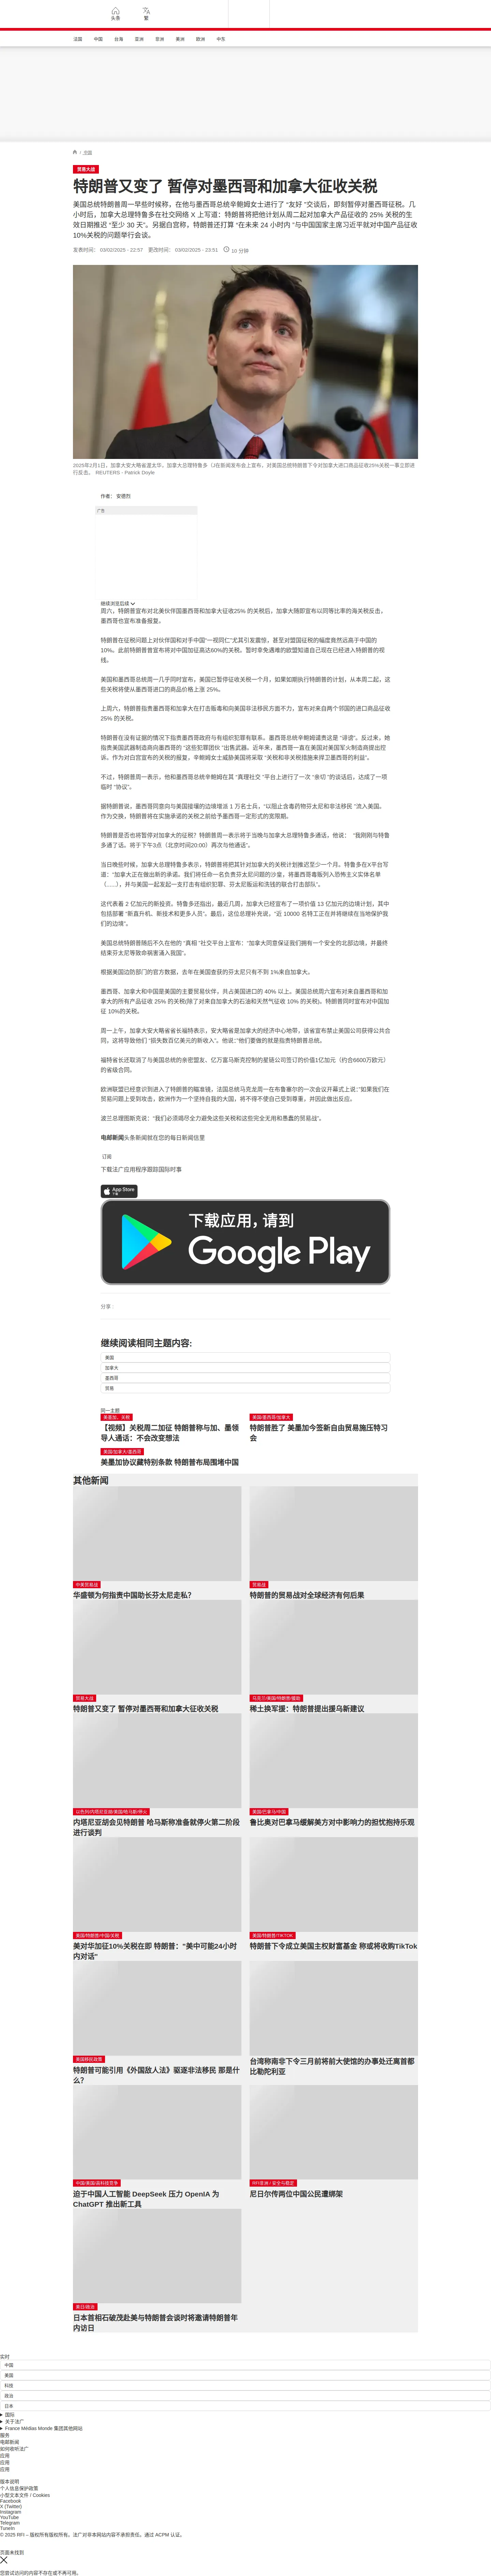 头条
繁
法国
中国
台海
亚洲
非洲
美洲
欧洲
中东
/ 中国
贸易大战
特朗普又变了 暂停对墨西哥和加拿大征收关税
美国总统特朗普周一早些时候称，在他与墨西哥总统辛鲍姆女士进行了 “友好 ”交谈后，即刻暂停对墨西哥征税。几
小时后，加拿大总理特鲁多在社交网络 X 上写道：特朗普将把他计划从周二起对加拿大产品征收的 25% 关税的生
效日期推迟 “至少 30 天”。另据白宫称，特朗普还打算 “在未来 24 小时内 ”与中国国家主席习近平就对中国产品征收
10%关税的问题举行会谈。
发表时间： 03/02/2025 - 22:57 更改时间： 03/02/2025 - 23:51 10 分钟
2025年2月1日，加拿大安大略省渥太华。加拿大总理特鲁多（J)在新闻发布会上宣布，对美国总统特朗普下令对加拿大进口商品征收25%关税一事立即进
行反击。 REUTERS - Patrick Doyle
作者： 安德烈
广告
继续浏览后续
周六，特朗普宣布对北美伙伴国墨西哥和加拿大征收25% 的关税后，加拿大随即宣布以同等比率的海关税反击，
墨西哥也宣布准备报复。
特朗普在征税问题上对伙伴国和对手中国“一视同仁”尤其引发震惊，甚至对盟国征税的幅度竟然远高于中国的
10%。此前特朗普曾宣布将对中国加征高达60%的关税。暂时幸免遇难的欧盟知道自己现在已经进入特朗普的视
线。
美国和墨西哥总统周一几乎同时宣布，美国已暂停征收关税一个月，如果如期执行特朗普的计划，从本周二起，这
些关税将使从墨西哥进口的商品价格上涨 25%。
上周六，特朗普指责墨西哥和加拿大在打击贩毒和向美国非法移民方面不力，宣布对来自两个邻国的进口商品征收
25% 的关税。
特朗普在没有证据的情况下指责墨西哥政府与有组织犯罪有联系。墨西哥总统辛鲍姆谴责这是 “诽谤”。反过来，她
指责美国武器制造商向墨西哥的 “这些犯罪团伙 ”出售武器。近年来，墨西哥一直在美国对美国军火制造商提出控
诉。作为对白宫宣布的关税的报复，辛鲍姆女士威胁美国将采取 “关税和非关税措施来捍卫墨西哥的利益”。
不过，特朗普周一表示，他和墨西哥总统辛鲍姆在其 “真理社交 ”平台上进行了一次 “亲切 ”的谈话后，达成了一项
临时 “协议”。
据特朗普说，墨西哥同意向与美国接壤的边境增派 1 万名士兵，“以阻止含毒药物芬太尼和非法移民 ”流入美国。
作为交换，特朗普将在实施承诺的关税之前给予墨西哥一定形式的宽限期。
特朗普是否也将暂停对加拿大的征税？特朗普周一表示将于当晚与加拿大总理特鲁多通话，他说： “我刚刚与特鲁
多通了话。将于下午3点（北京时间20:00）再次与他通话”。
当日晚些时候，加拿大总理特鲁多表示，特朗普将把其针对加拿大的关税计划推迟至少一个月。特鲁多在X平台写
道：“加拿大正在做出新的承诺。我们将任命一名负责芬太尼问题的沙皇，将墨西哥毒贩列入恐怖主义实体名单
（......），并与美国一起发起一支打击有组织犯罪、芬太尼贩运和洗钱的联合打击部队”。
这代表着 2 亿加元的新投资。特鲁多还指出，最近几周，加拿大已经宣布了一项价值 13 亿加元的边境计划，其中
包括部署 “新直升机、新技术和更多人员”。最后，这位总理补充说，“近 10000 名特工正在并将继续在当地保护我
们的边境”。
美国总统特朗普随后不久在他的 “真相 ”社交平台上宣布：“加拿大同意保证我们拥有一个安全的北部边境，并最终
结束芬太尼等致命祸害涌入我国”。
根据美国边防部门的官方数据，去年在美国查获的芬太尼只有不到 1%来自加拿大。
墨西哥、加拿大和中国是美国的主要贸易伙伴，共占美国进口的 40% 以上。美国总统周六宣布对来自墨西哥和加
拿大的所有产品征收 25% 的关税(除了对来自加拿大的石油和天然气征收 10% 的关税)。特朗普同时宣布对中国加
征 10%的关税。
周一上午，加拿大安大略省省长福特表示，安大略省是加拿大的经济中心地带，该省宣布禁止美国公司获得公共合
同，这将导致他们 “损失数百亿美元的新收入”。他说:：“他们要做的就是指责特朗普总统。
福特省长还取消了与美国总统的亲密盟友、亿万富马斯克控制的星链公司签订的价值1亿加元（约合6600万欧元）
的省级合同。
欧洲联盟已经意识到进入了特朗普的瞄准镜。法国总统马克龙周一在布鲁塞尔的一次会议开幕式上说：“如果我们在
贸易问题上受到攻击，欧洲作为一个坚持自我的大国，将不得不使自己受到尊重，并因此做出反应。
波兰总理图斯克说：“我们必须竭尽全力避免这些关税和这些完全无用和愚蠢的贸易战”。
电邮新闻头条新闻就在您的每日新闻信里
订阅
下载法广应用程序跟踪国际时事
App Store
下载
下载应用，请到
Google Play
分享 :
继续阅读相同主题内容:
美国
加拿大
墨西哥
贸易
同一主题
美墨加、关税
【视频】关税周二加征 特朗普称与加、墨领
导人通话：不会改变想法
美国/墨西哥/加拿大
特朗普胜了 美墨加今签新自由贸易施压特习
会
美国/加拿大/墨西哥
美墨加协议藏特别条款 特朗普布局围堵中国
其他新闻
中美贸易战
华盛顿为何指责中国助长芬太尼走私？
贸易战
特朗普的贸易战对全球经济有何后果
贸易大战
特朗普又变了 暂停对墨西哥和加拿大征收关税
乌克兰/美国/特朗普/援助
稀土换军援：特朗普提出援乌新建议
以色列/内塔尼亚胡/美国/哈马斯/停火
内塔尼亚胡会见特朗普 哈马斯称准备就停火第二阶段
进行谈判
美国/巴拿马/中国
鲁比奥对巴拿马缓解美方对中影响力的担忧抱持乐观
美国/特朗普/中国/关税
美对华加征10%关税在即 特朗普：“美中可能24小时
内对话”
美国/特朗普/TIKTOK
特朗普下令成立美国主权财富基金 称或将收购TikTok
美国移民政策
特朗普可能引用《外国敌人法》驱逐非法移民 那是什
么？
台湾称南非下令三月前将前大使馆的办事处迁离首都
比勒陀利亚
中国/美国/高科技竞争
迫于中国人工智能 DeepSeek 压力 OpenIA 为
ChatGPT 推出新工具
RFI亚洲 / 安全与稳定
尼日尔传两位中国公民遭绑架
美日/政治
日本首相石破茂赴美与特朗普会谈时将邀请特朗普年
内访日
实时
中国
美国
科技
政治
日本
国际
关于法广
France Médias Monde 集团其他网站
服务
电邮新闻
如何收听法广
应用
应用
应用
版本说明
个人信息保护政策
小型文本文件 / Cookies
Facebook
X (Twitter)
Instagram
YouTube
Telegram
TuneIn
© 2025 RFI – 版权所有版权所有。法广对非本网站内容不承担责任。通过 ACPM 认证。
页面未找到
您尝试访问的内容不存在或不再可用。